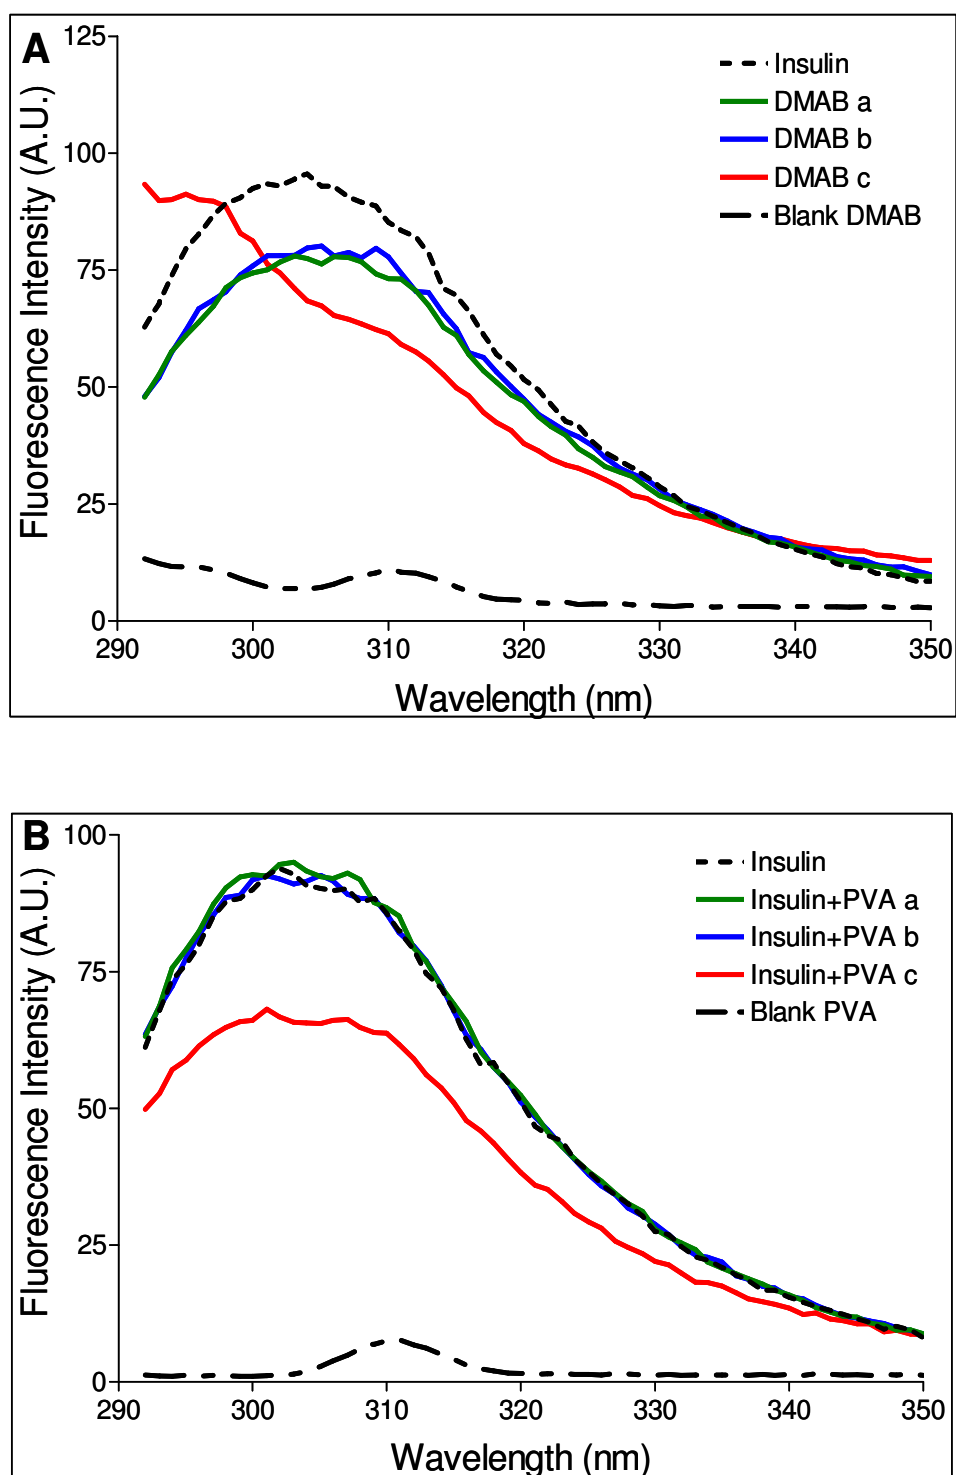 A
125
100
75
50
25
0
Fluorescence Intensity (A.U.)
Insulin
DMAB a
DMAB b
DMAB c
Blank DMAB
290 300 310 320 330 340 350
Wavelength (nm)
B
100
75
50
25
0
Fluorescence Intensity (A.U.)
Insulin
Insulin+PVA a
Insulin+PVA b
Insulin+PVA c
Blank PVA
290 300 310 320 330 340 350
Wavelength (nm)